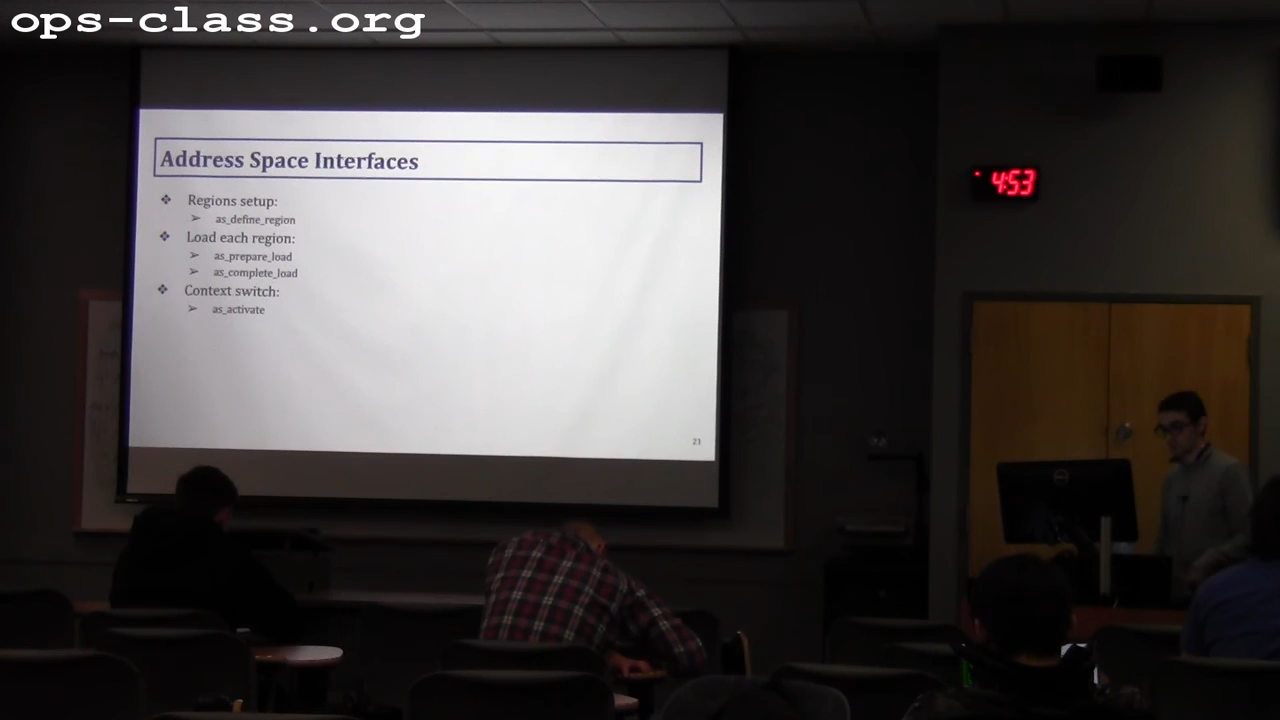 ops-class.org
Address Space Interfaces
4:53
❖ Regions setup:
➢ as_define_region
❖ Load each region:
➢ as_prepare_load
➢ as_complete_load
❖ Context switch:
➢ as_activate
21